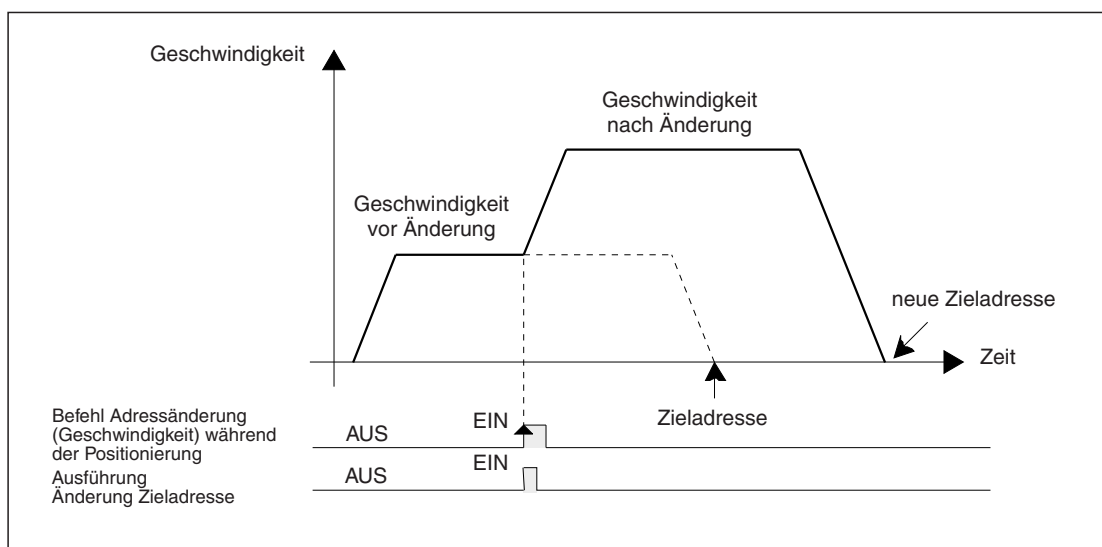 Geschwindigkeit
Geschwindigkeit
nach Änderung
Geschwindigkeit
vor Änderung
neue Zieladresse
Zeit
Zieladresse
Befehl Adressänderung
(Geschwindigkeit) während
der Positionierung
AUS
EIN
Ausführung
Änderung Zieladresse
AUS
EIN